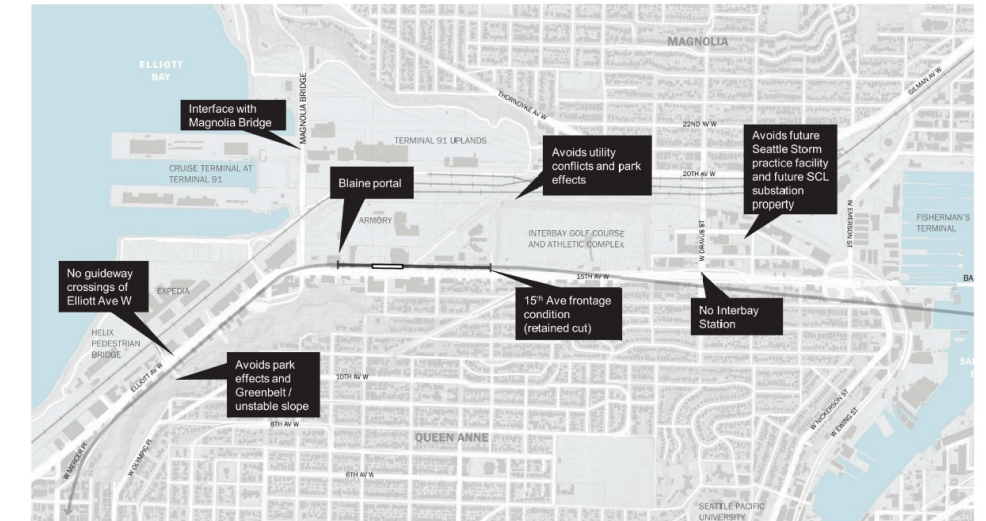 MAGNOLIA
ELLIOTT
BAY
GILMAN AV W
THORNDYKE AV W
MAGNOLIA BRIDGE
Interface with
Magnolia Bridge
22ND AV W
Avoids future
Seattle Storm
practice facility
and future SCL
substation
property
TERMINAL 91 UPLANDS
Avoids utility
conflicts and park
effects
CRUISE TERMINAL AT
TERMINAL 91
Blaine portal
20TH AV W
W EMERSON ST
ARMORY
W DRAVUS ST
FISHERMAN'S
TERMINAL
INTERBAY GOLF COURSE
AND ATHLETIC COMPLEX
No guideway
crossings of
Elliott Ave W
15TH AV W
BA
EXPEDIA
15th Ave frontage
condition
(retained cut)
No Interbay
Station
HELIX
PEDESTRIAN
BRIDGE
Avoids park
effects and
Greenbelt /
unstable slope
SA
ELLIOTT AV W
10TH AV W
W NICKERSON ST
W EWING ST
8TH AV W
QUEEN ANNE
W MERCER PL
W OLYMPIC PL
6TH AV W
SEATTLE PACIFIC
UNIVERSITY